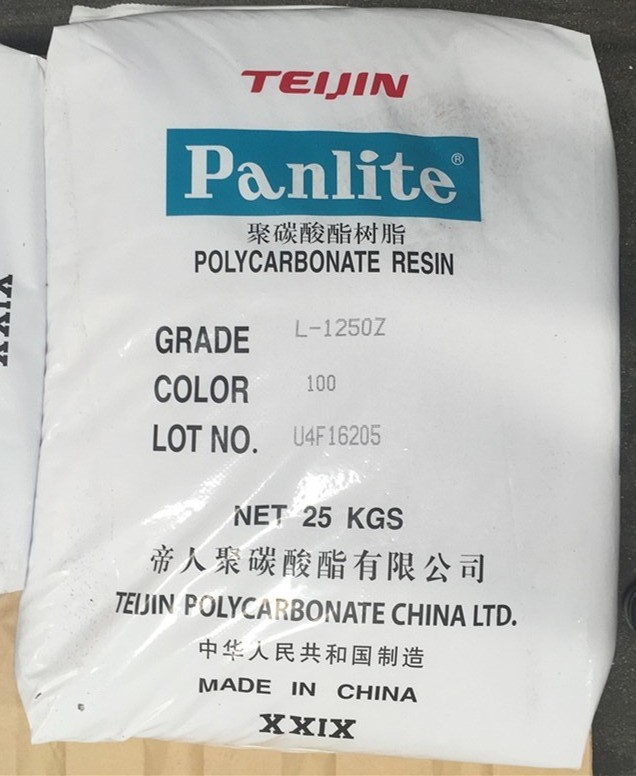 TEIJIN
Panlite®
聚碳酸酯树脂
POLYCARBONATE RESIN
GRADE L-1250Z
COLOR 100
LOT NO. U4F16205
NET 25 KGS
帝人聚碳酸酯有限公司
TEIJIN POLYCARBONATE CHINA LTD.
中华人民共和国制造
MADE IN CHINA
XXIX